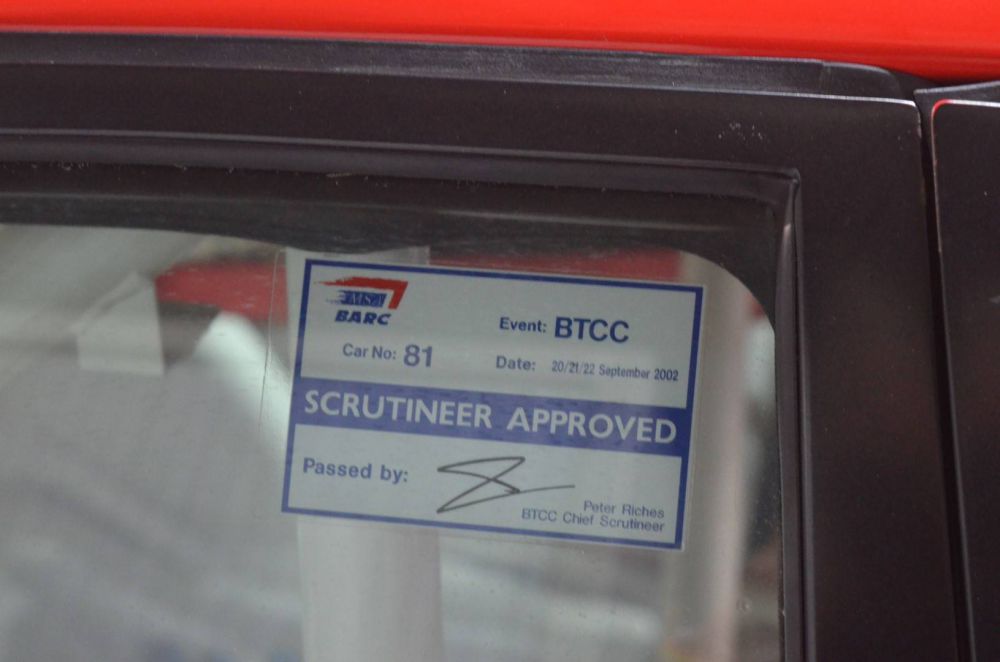 MSA
BARC
Event: BTCC
Car No: 81
Date: 20/21/22 September 2002
SCRUTINEER APPROVED
Passed by:
Peter Riches
BTCC Chief Scrutineer